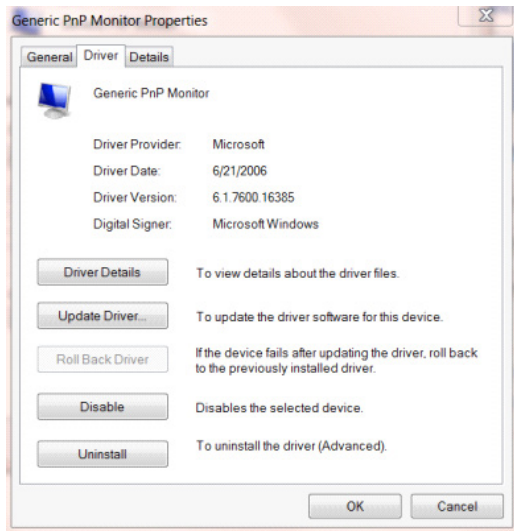 Generic PnP Monitor Properties
General Driver Details
Generic PnP Monitor
Driver Provider: Microsoft
Driver Date: 6/21/2006
Driver Version: 6.1.7600.16385
Digital Signer: Microsoft Windows
Driver Details To view details about the driver files.
Update Driver... To update the driver software for this device.
Roll Back Driver If the device fails after updating the driver, roll back
to the previously installed driver.
Disable Disables the selected device.
Uninstall To uninstall the driver (Advanced).
OK Cancel